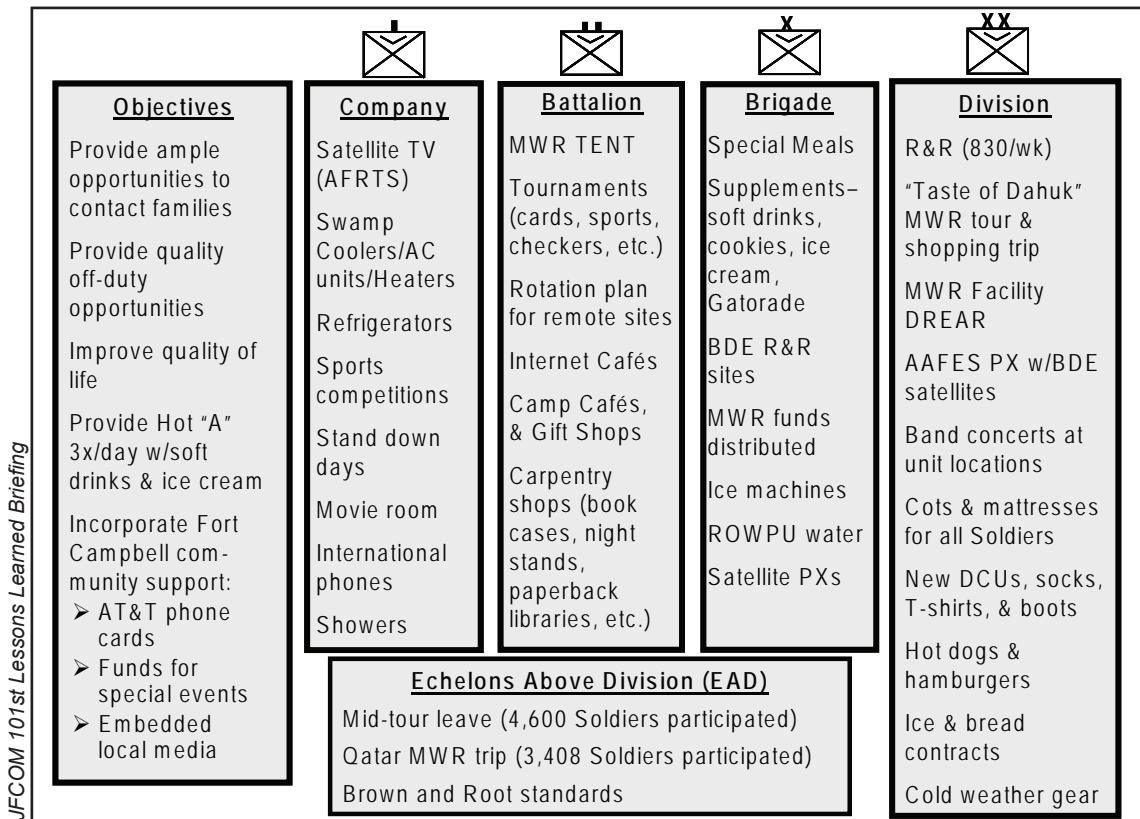 Objectives
Provide ample
opportunities to
contact families
Provide quality
off-duty
opportunities
Improve quality of
life
Provide Hot “A”
3x/day w/soft
drinks & ice cream
Incorporate Fort
Campbell com-
munity support:
➢ AT&T phone
cards
➢ Funds for
special events
➢ Embedded
local media
I
Company
Satellite TV
(AFRTS)
Swamp
Coolers/AC
units/Heaters
Refrigerators
Sports
competitions
Stand down
days
Movie room
International
phones
Showers
II
Battalion
MWR TENT
Tournaments
(cards, sports,
checkers, etc.)
Rotation plan
for remote sites
Internet Cafés
Camp Cafés,
& Gift Shops
Carpentry
shops (book
cases, night
stands,
paperback
libraries, etc.)
X
Brigade
Special Meals
Supplements–
soft drinks,
cookies, ice
cream,
Gatorade
BDE R&R
sites
MWR funds
distributed
Ice machines
ROWPU water
Satellite PXs
XX
Division
R&R (830/wk)
“Taste of Dahuk”
MWR tour &
shopping trip
MWR Facility
DREAR
AAFES PX w/BDE
satellites
Band concerts at
unit locations
Cots & mattresses
for all Soldiers
New DCUs, socks,
T-shirts, & boots
Hot dogs &
hamburgers
Ice & bread
contracts
Cold weather gear
Echelons Above Division (EAD)
Mid-tour leave (4,600 Soldiers participated)
Qatar MWR trip (3,408 Soldiers participated)
Brown and Root standards
JFCOM 101st Lessons Learned Briefing